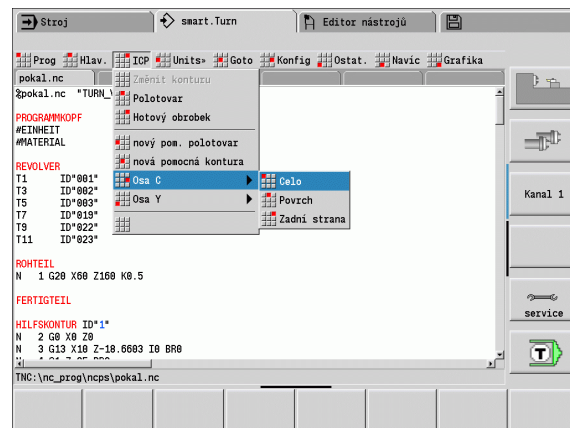 Stroj
smart.Turn
Editor nástrojů
Prog Hlav. ICP Units» Goto Konfig Ostat. Navíc Grafika
pokal.nc
Změnit konturu
Polotovar
Hotový obrobek
nový pom. polotovar
nová pomocná kontura
Osa C
Osa Y
Celo
Povrch
Zadní strana
%pokal.nc "TURN_
PROGRAMMKOPF
#EINHEIT
#MATERIAL
REVOLVER
T1 ID"001"
T3 ID"002"
T5 ID"003"
T7 ID"019"
T9 ID"022"
T11 ID"023"
ROHTEIL
N 1 G20 X60 Z160 K0.5
FERTIGTEIL
HILFSKONTUR ID"1"
N 2 G0 X0 Z0
N 3 G13 X10 Z-18.6603 I0 BR0
TNC:\nc_prog\ncps\pokal.nc
Kanal 1
service
T